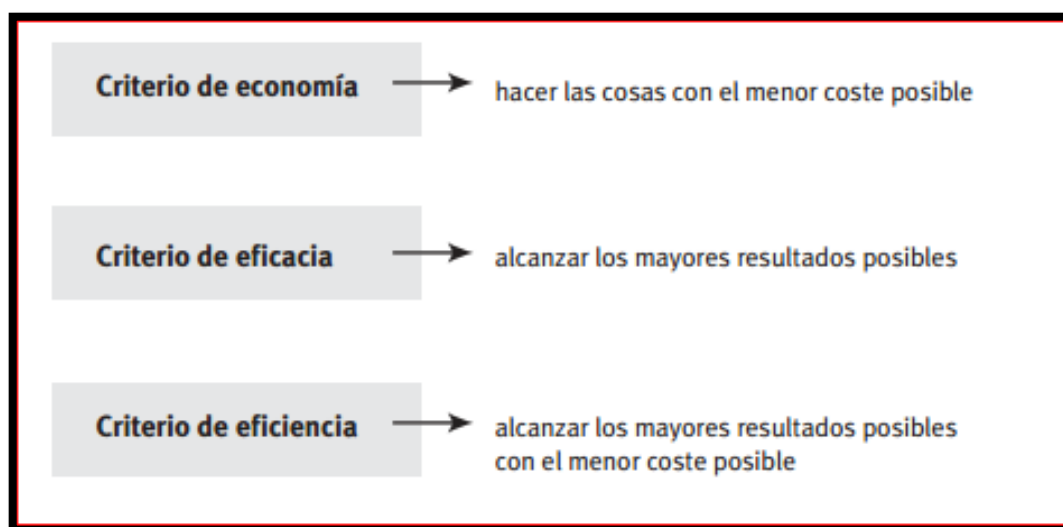 Criterio de economía
hacer las cosas con el menor coste posible
Criterio de eficacia
alcanzar los mayores resultados posibles
Criterio de eficiencia
alcanzar los mayores resultados posibles
con el menor coste posible